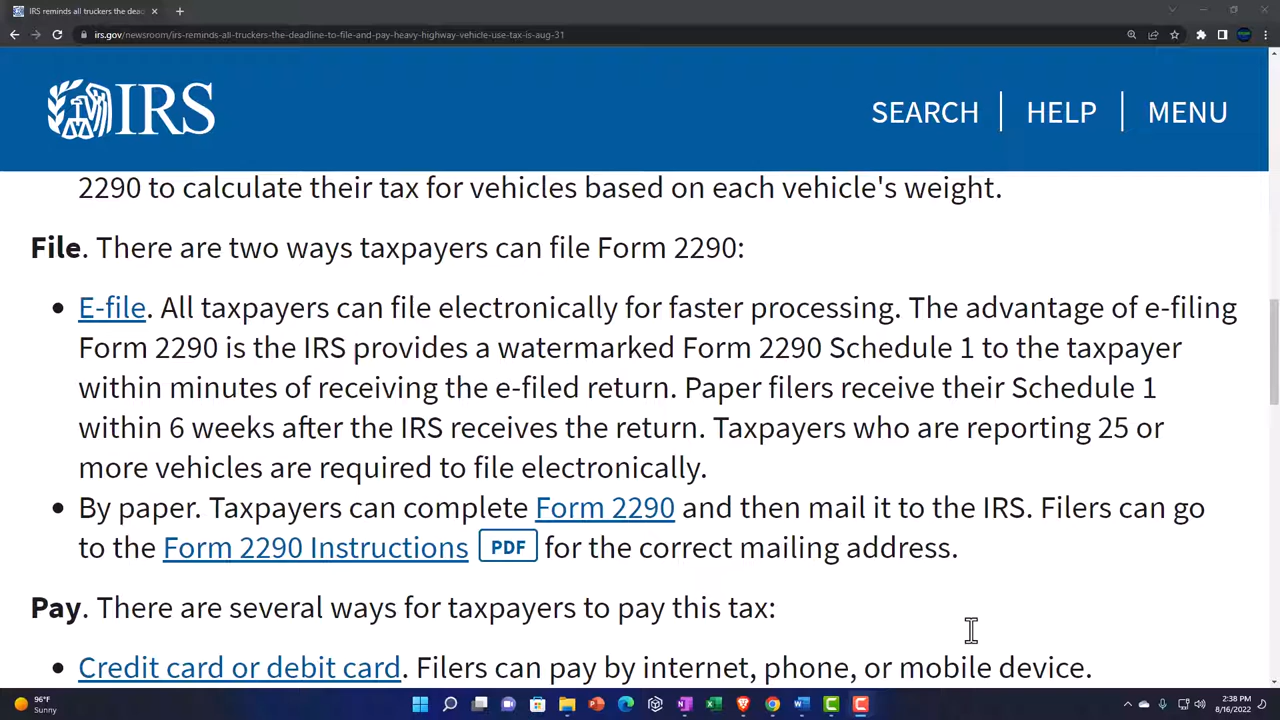 IRS reminds all truckers the dea
irs.gov/newsroom/irs-reminds-all-truckers-the-deadline-to-file-and-pay-heavy-highway-vehicle-use-tax-is-aug-31
IRS
SEARCH
HELP
MENU
2290 to calculate their tax for vehicles based on each vehicle's weight.
File. There are two ways taxpayers can file Form 2290:
• E-file. All taxpayers can file electronically for faster processing. The advantage of e-filing
Form 2290 is the IRS provides a watermarked Form 2290 Schedule 1 to the taxpayer
within minutes of receiving the e-filed return. Paper filers receive their Schedule 1
within 6 weeks after the IRS receives the return. Taxpayers who are reporting 25 or
more vehicles are required to file electronically.
• By paper. Taxpayers can complete Form 2290 and then mail it to the IRS. Filers can go
to the Form 2290 Instructions PDF for the correct mailing address.
Pay. There are several ways for taxpayers to pay this tax:
• Credit card or debit card. Filers can pay by internet, phone, or mobile device.
96°F
Sunny
2:38 PM
8/16/2022